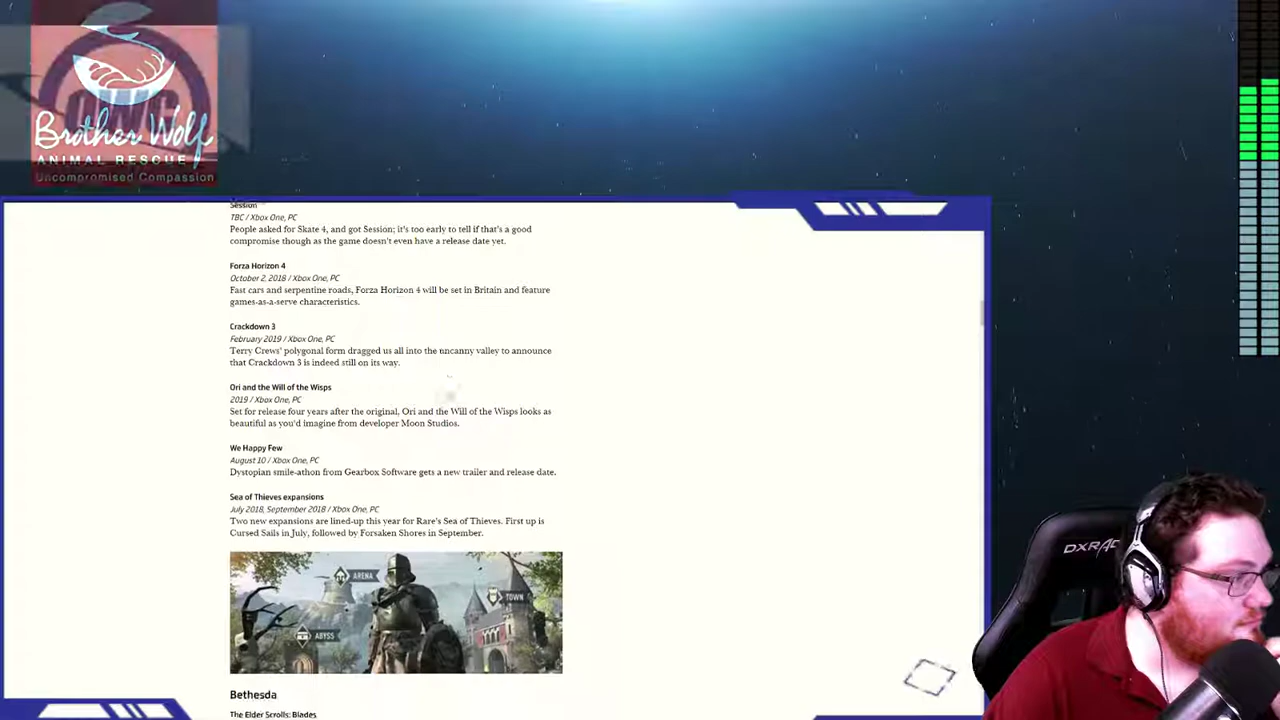 Brother Wolf
ANIMAL RESCUE
Uncompromised Compassion
Session
TBC / Xbox One, PC
People asked for Skate 4, and got Session; it's too early to tell if that's a good
compromise though as the game doesn't even have a release date yet.
Forza Horizon 4
October 2, 2018 / Xbox One, PC
Fast cars and serpentine roads, Forza Horizon 4 will be set in Britain and feature
games-as-a-serve characteristics.
Crackdown 3
February 2019 / Xbox One, PC
Terry Crews' polygonal form dragged us all into the nncanny valley to announce
that Crackdown 3 is indeed still on its way.
Ori and the Will of the Wisps
2019 / Xbox One, PC
Set for release four years after the original, Ori and the Will of the Wisps looks as
beautiful as you'd imagine from developer Moon Studios.
We Happy Few
August 10 / Xbox One, PC
Dystopian smile-athon from Gearbox Software gets a new trailer and release date.
Sea of Thieves expansions
July 2018, September 2018 / Xbox One, PC
Two new expansions are lined-up this year for Rare's Sea of Thieves. First up is
Cursed Sails in July, followed by Forsaken Shores in September.
ARENA
TOWN
ABYSS
Bethesda
The Elder Scrolls: Blades
DXRAC